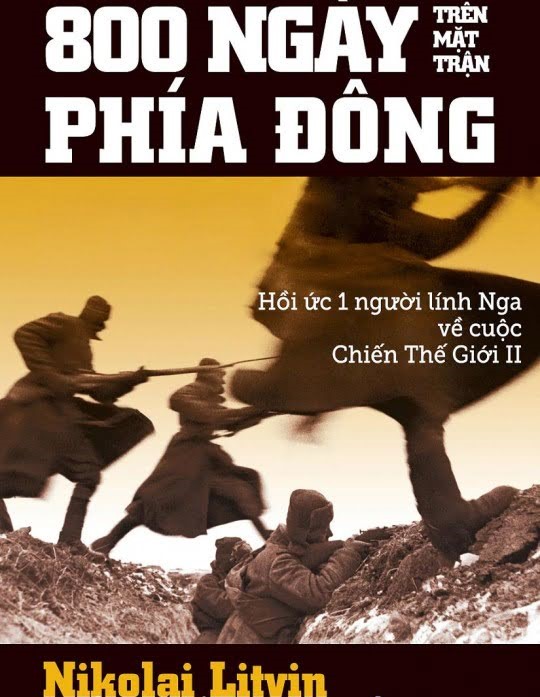 800 NGÀY
TRÊN
MẶT
TRẬN
PHÍA ĐÔNG
Hồi ức 1 người lính Nga
về cuộc
Chiến Thế Giới II
Nikolai Litvin